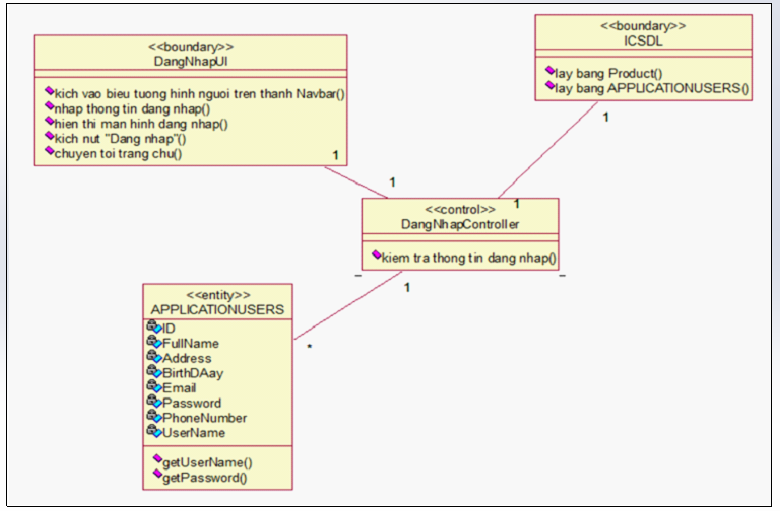 <<boundary>>
DangNhapUI
kich vao bieu tuong hinh nguoi tren thanh Navbar()
nhap thong tin dang nhap()
hien thi man hinh dang nhap()
kich nut "Dang nhap"()
chuyen toi trang chu()
1
<<boundary>>
ICSDL
lay bang Product()
lay bang APPLICATIONUSERS()
1
1
1
<<control>>
DangNhapController
kiem tra thong tin dang nhap()
1
*
<<entity>>
APPLICATIONUSERS
ID
FullName
Address
BirthDAay
Email
Password
PhoneNumber
UserName
getUserName()
getPassword()